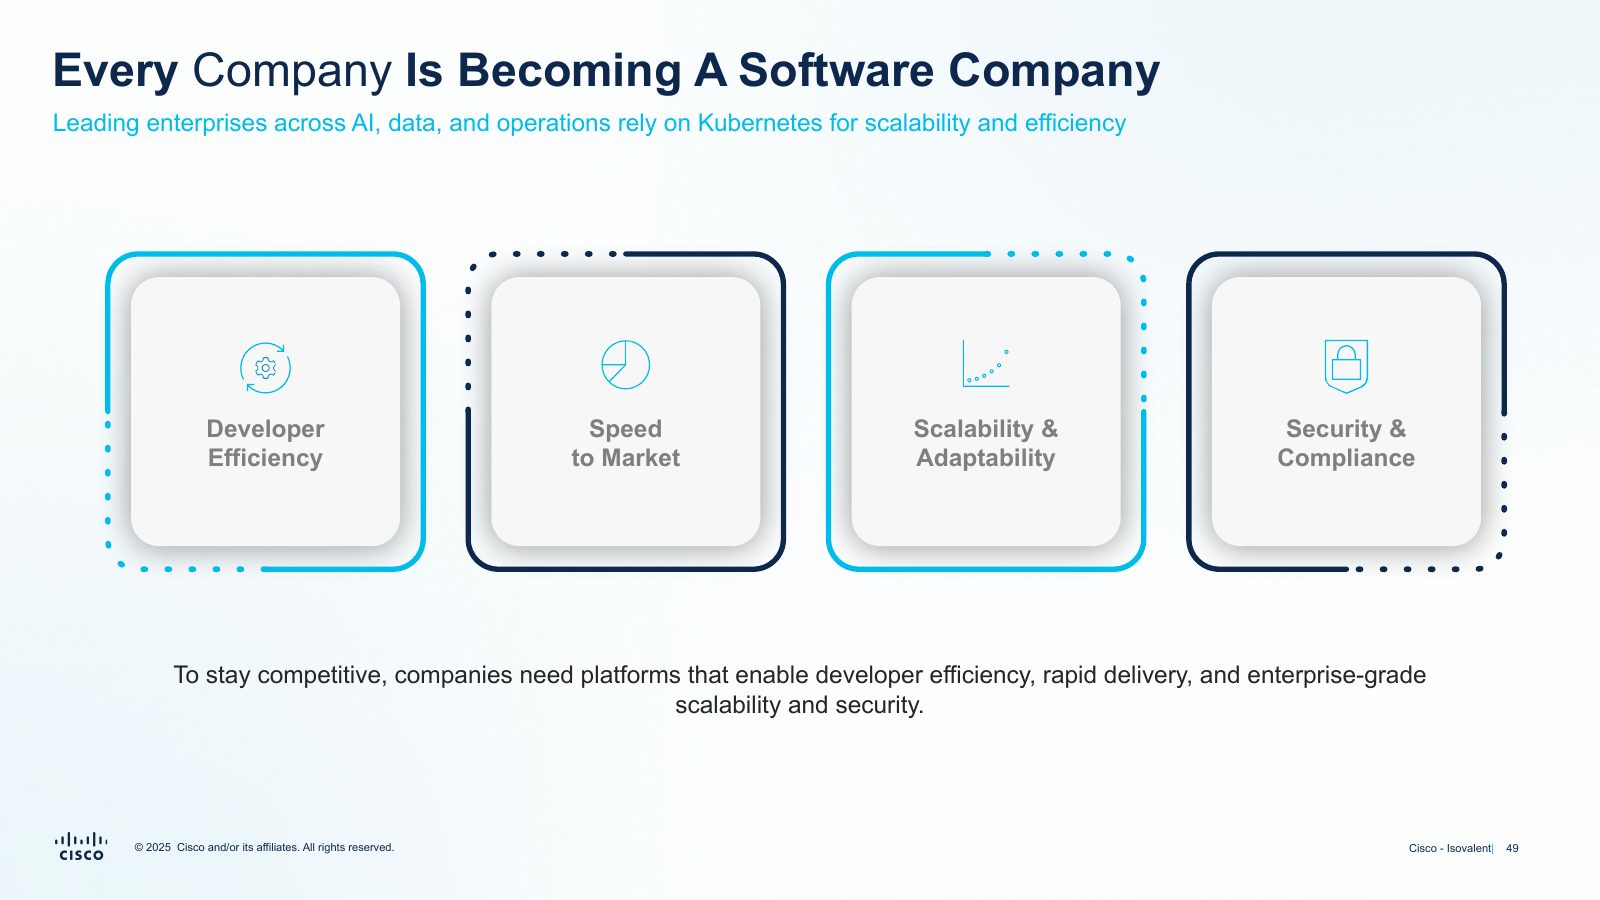 Every Company Is Becoming A Software Company
Leading enterprises across AI, data, and operations rely on Kubernetes for scalability and efficiency
Developer
Efficiency
Speed
to Market
Scalability &
Adaptability
Security &
Compliance
To stay competitive, companies need platforms that enable developer efficiency, rapid delivery, and enterprise-grade
scalability and security.
CISCO
© 2025 Cisco and/or its affiliates. All rights reserved.
Cisco - Isovalent| 49